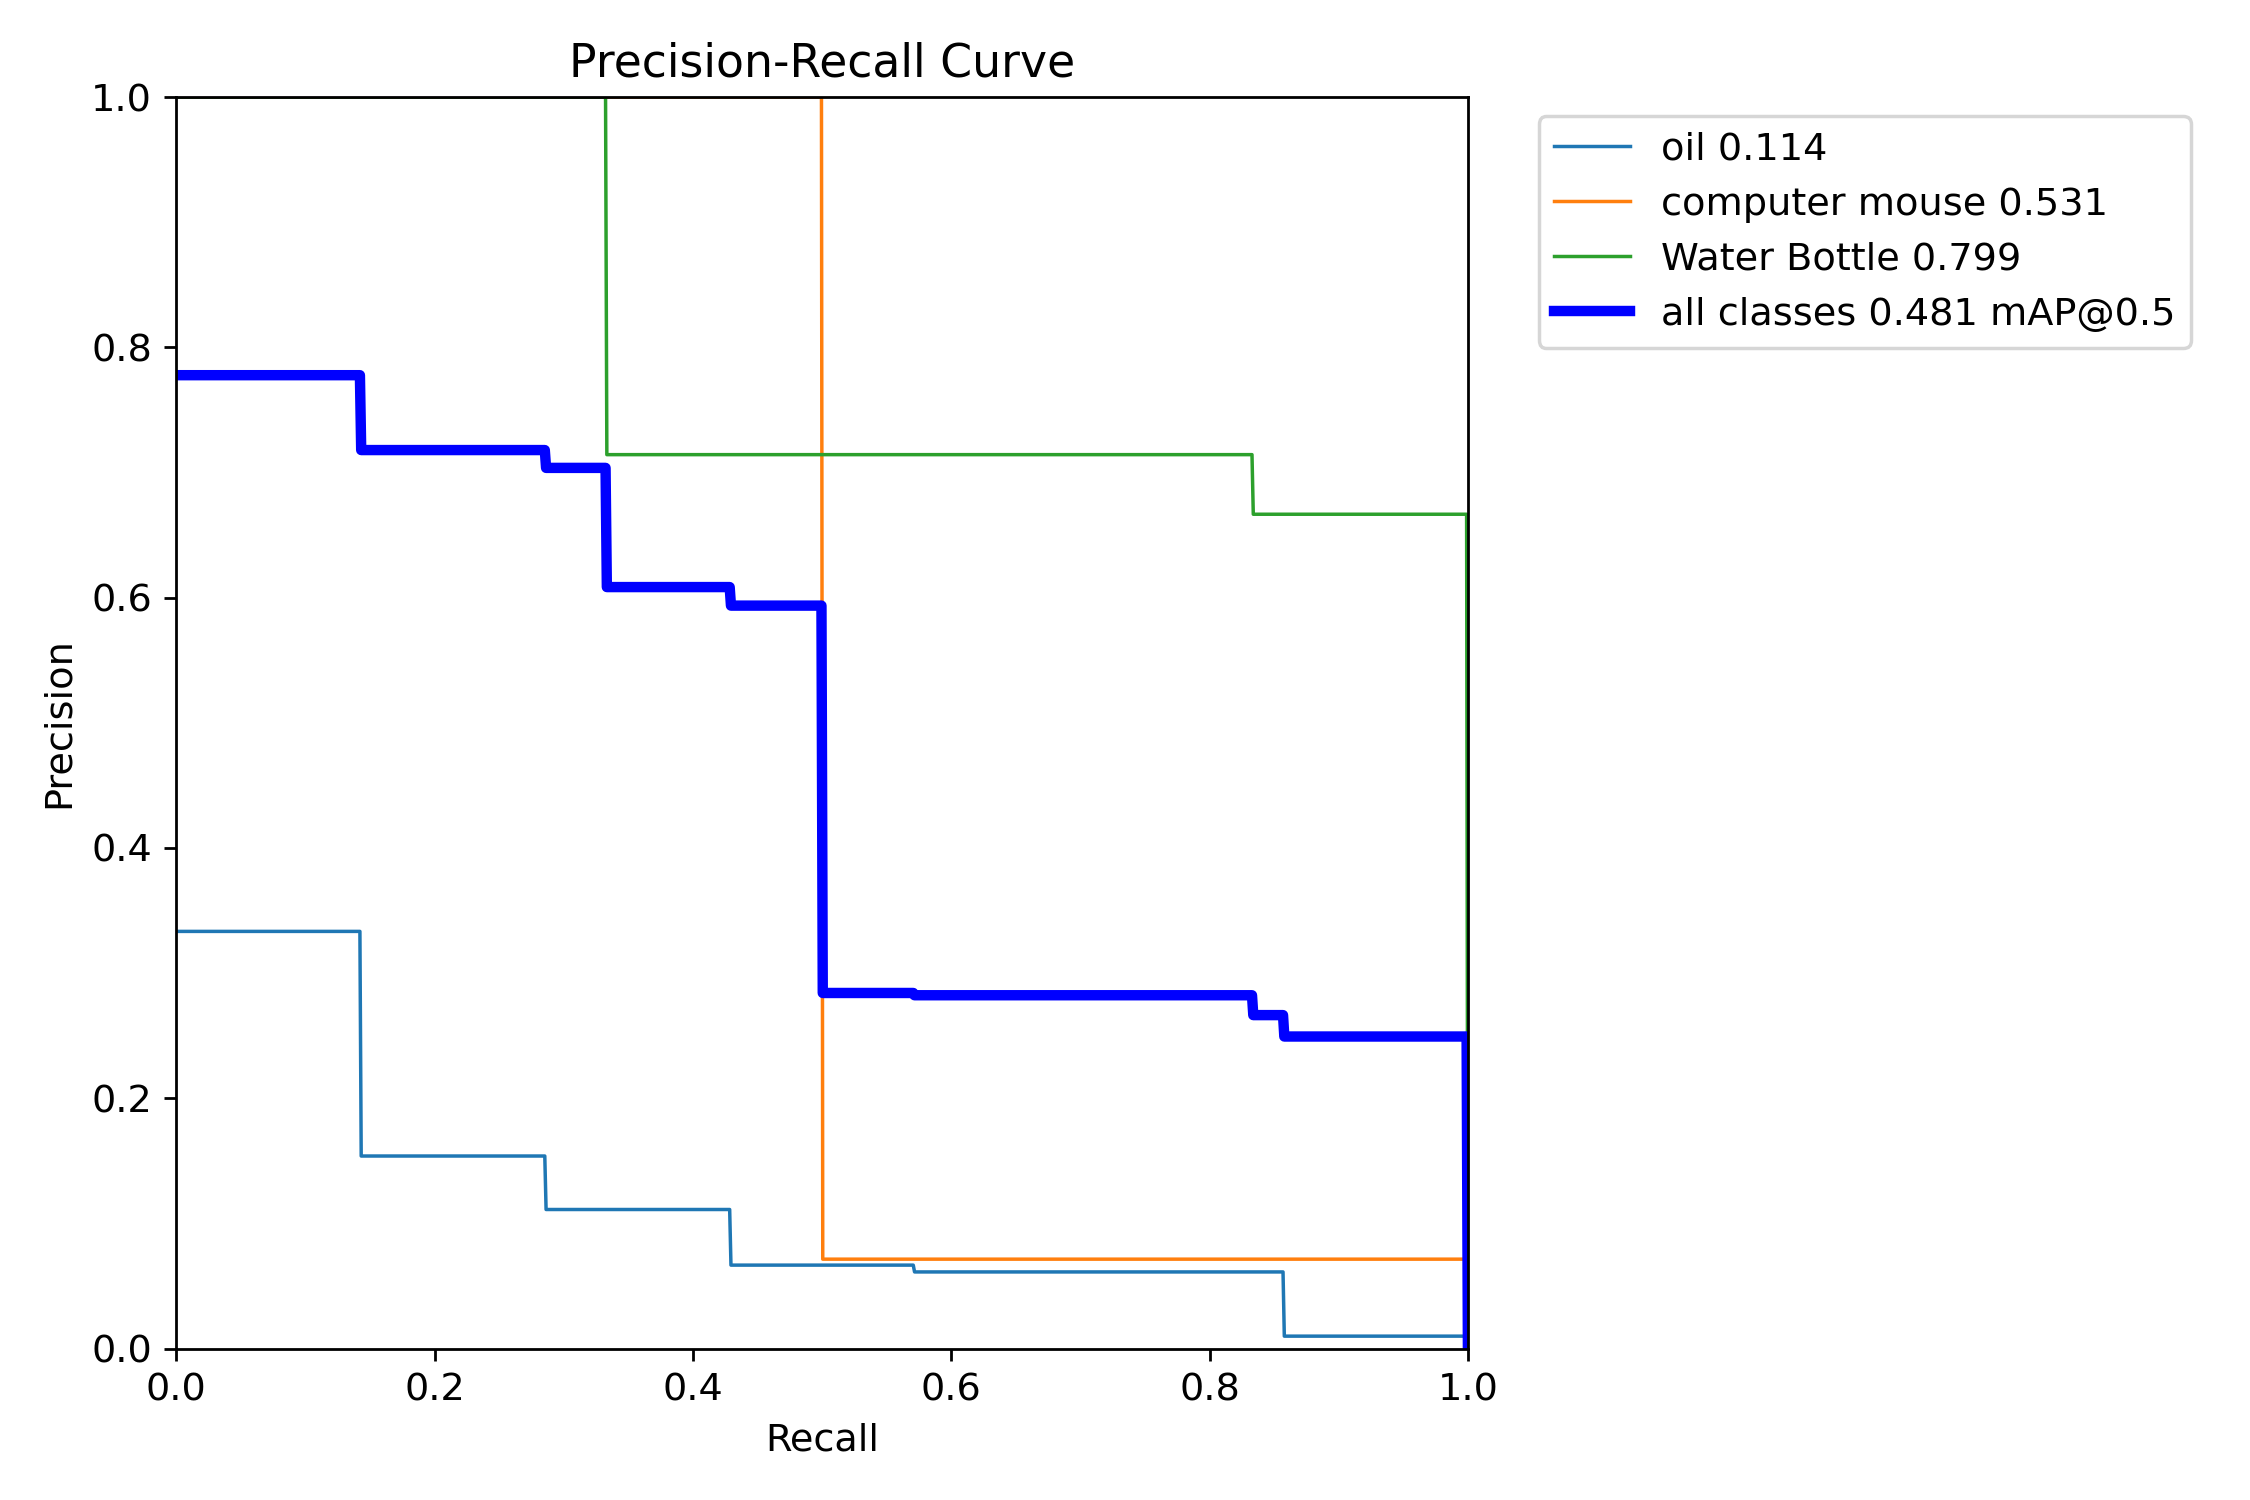 Precision-Recall Curve
1.0
0.8
0.6
0.4
0.2
0.0
Precision
0.0 0.2 0.4 0.6 0.8 1.0
Recall
oil 0.114
computer mouse 0.531
Water Bottle 0.799
all classes 0.481 mAP@0.5